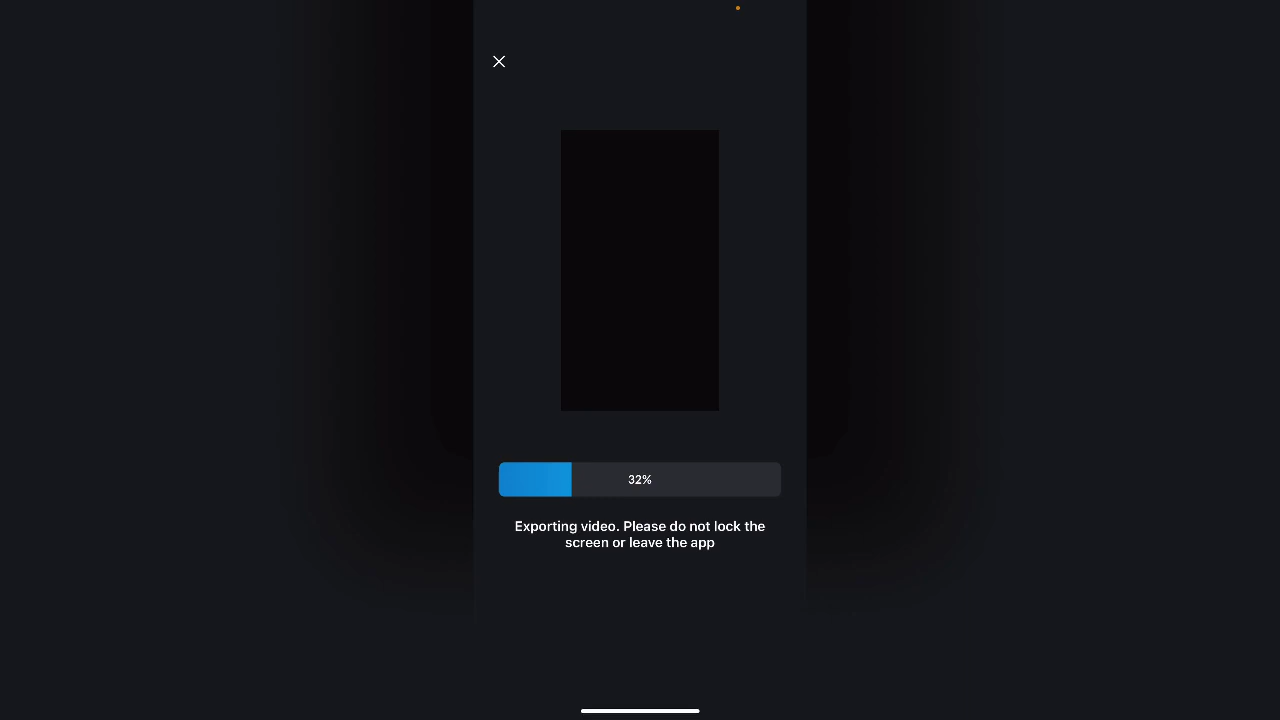 32%
Exporting video. Please do not lock the
screen or leave the app